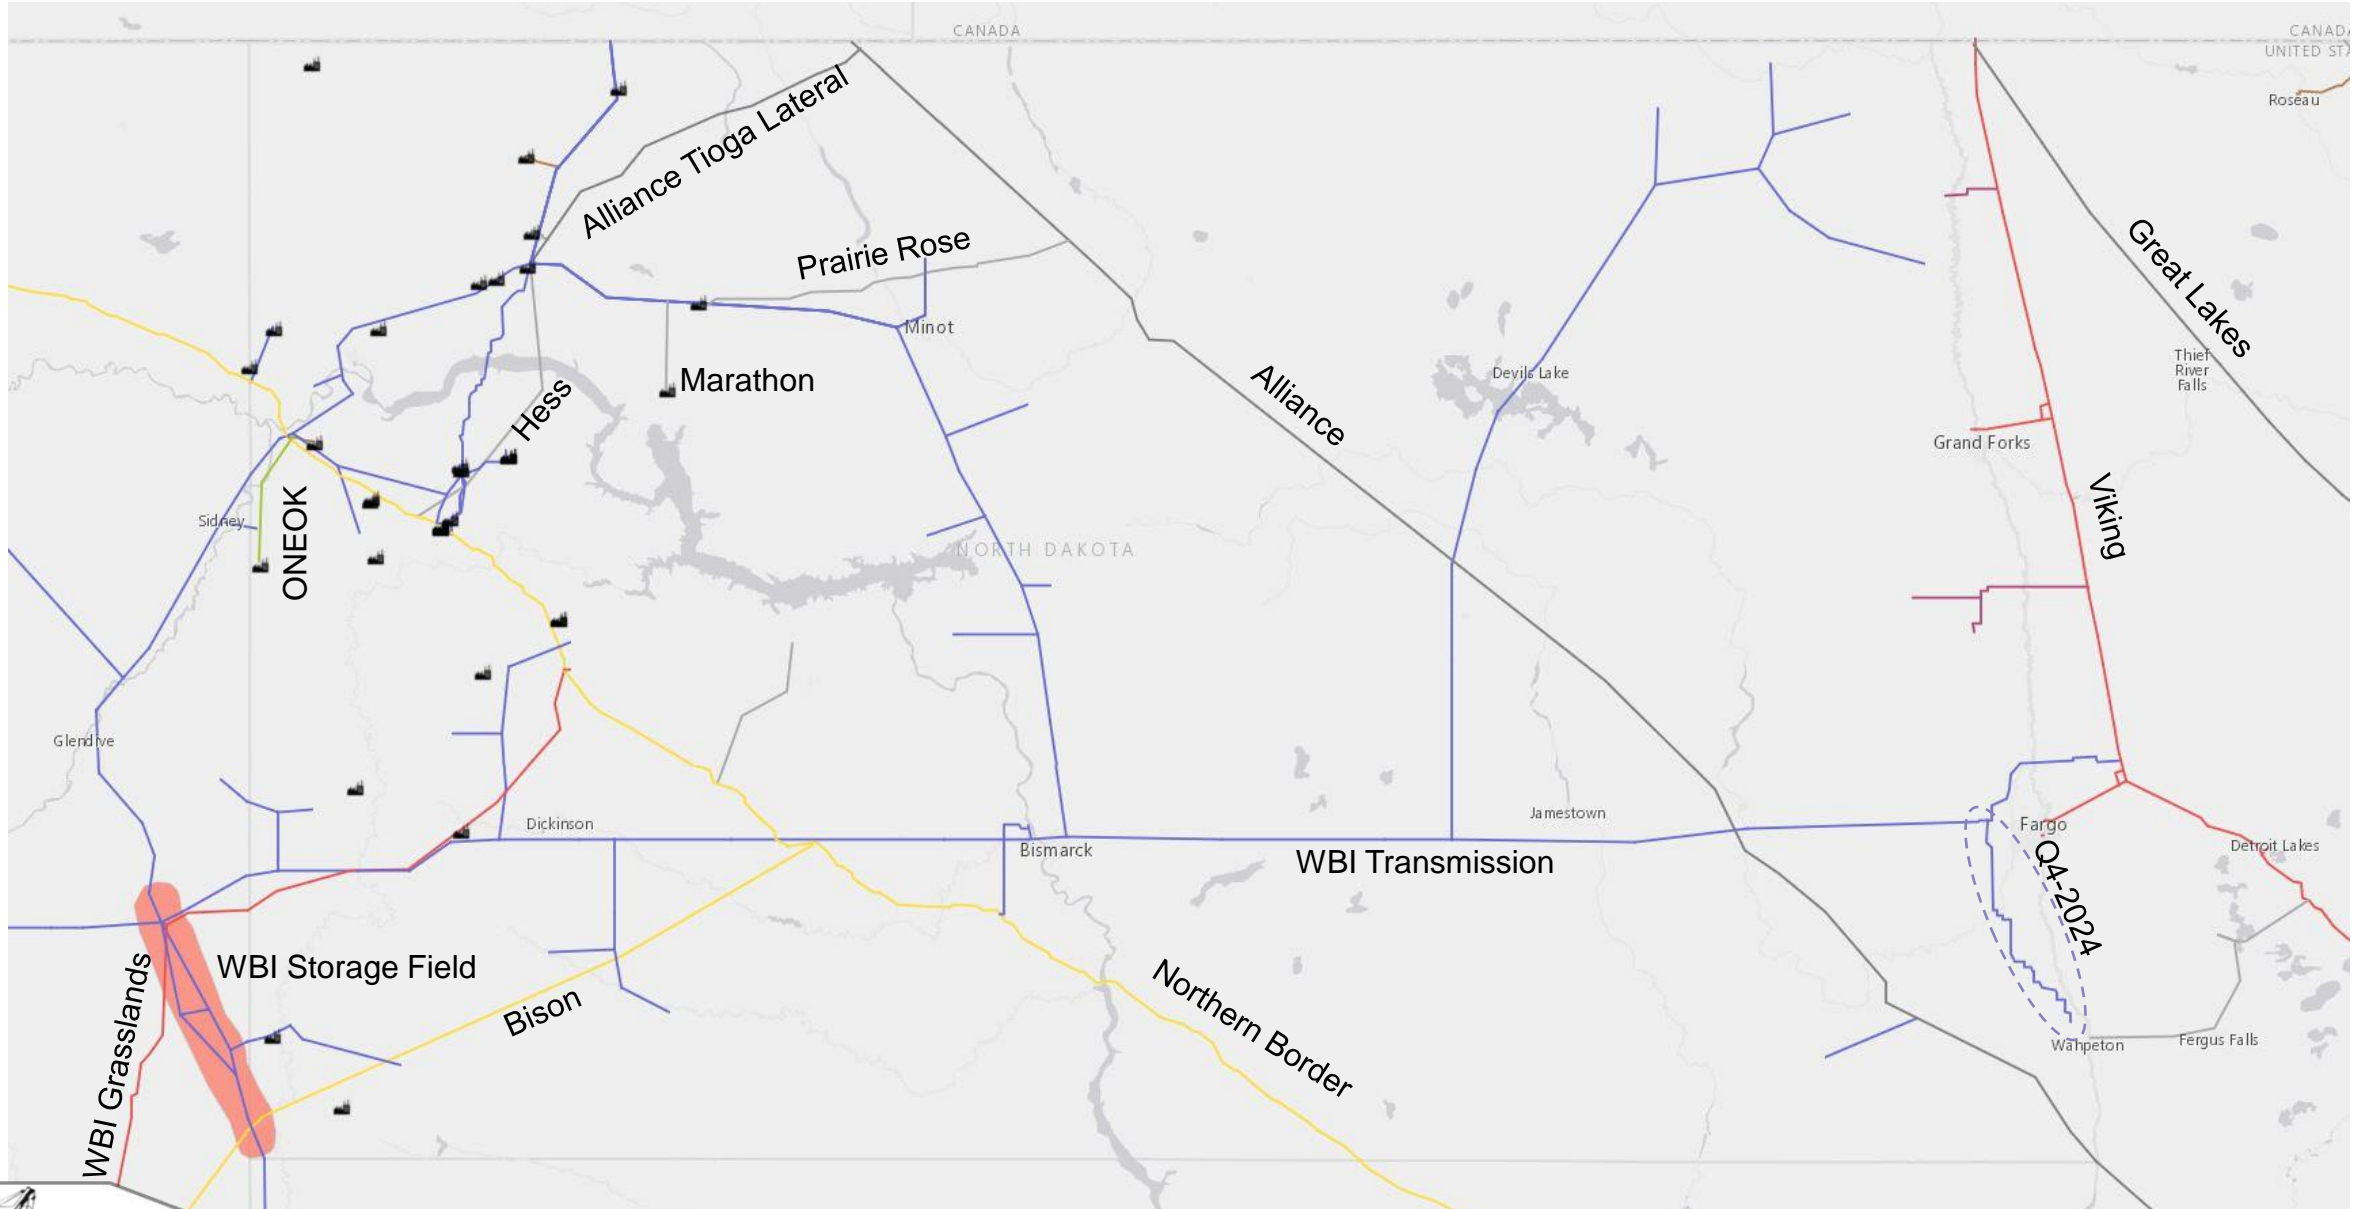 CANADA
CANADA
UNITED STA
Roseau
Alliance Tioga Lateral
Prairie Rose
Great Lakes
Minot
Thief
River
Falls
Marathon
Devils Lake
Alliance
Hess
Grand Forks
Viking
Sidney
ONEOK
NORTH DAKOTA
Glendive
Dickinson
Jamestown
Fargo
Bismarck
Detroit Lakes
WBI Transmission
Q4-2024
WBI Storage Field
WBI Grasslands
Bison
Northern Border
Wahpeton
Fergus Falls